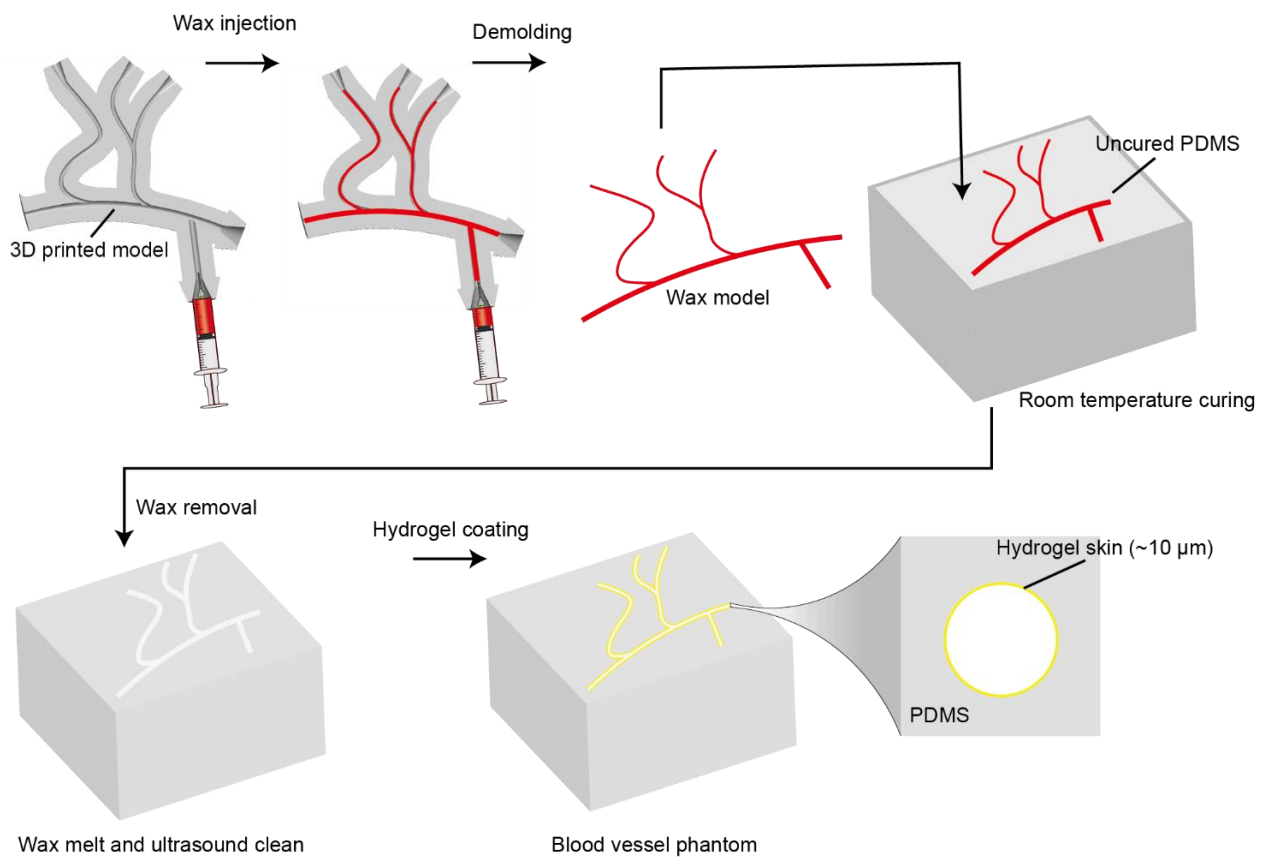 Wax injection
Demolding
3D printed model
Wax model
Uncured PDMS
Room temperature curing
Wax removal
Hydrogel coating
Hydrogel skin (~10 µm)
PDMS
Wax melt and ultrasound clean
Blood vessel phantom